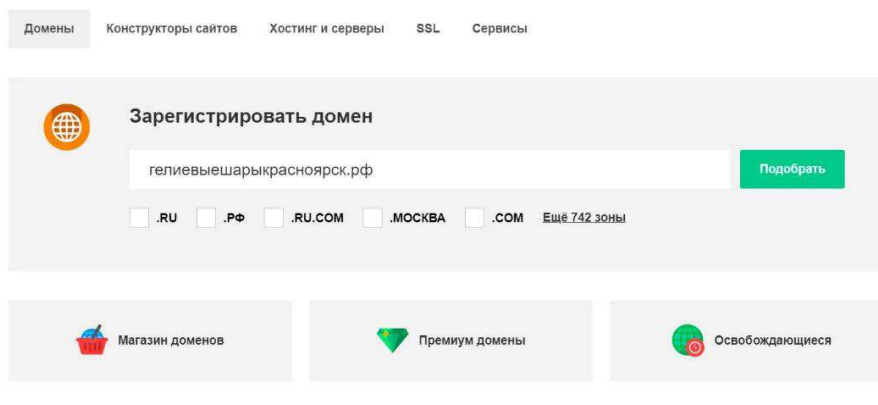 Домены Конструкторы сайтов Хостинг и серверы SSL Сервисы
Зарегистрировать домен
гелиевыешарыкрасноярск.рф Подобрать
.RU .РФ .RU.COM .МОСКВА .COM Ещё 742 зоны
Магазин доменов Премиум домены Освобождающиеся